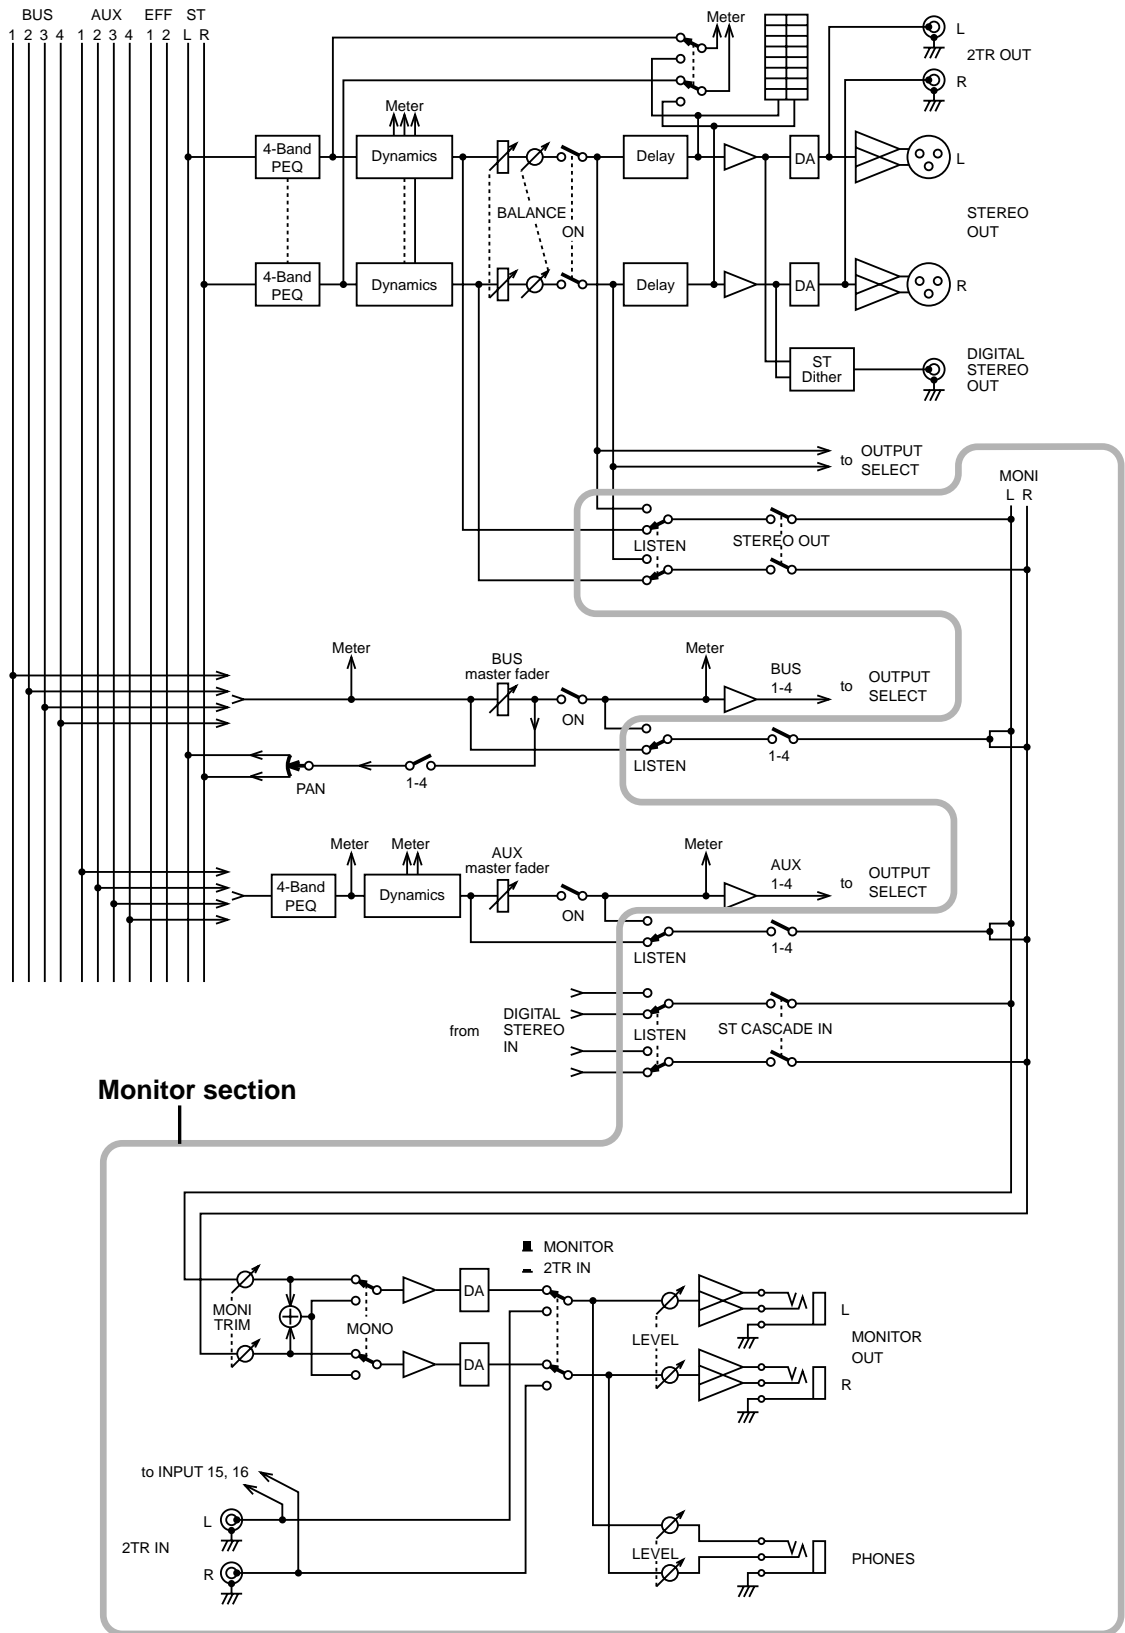 BUS AUX EFF ST
1 2 3 4 1 2 3 4 1 2 L R
Meter
L
2TR OUT
R
Meter
4-Band
PEQ
Dynamics
Delay
DA
L
BALANCE
ON
STEREO
OUT
4-Band
PEQ
Dynamics
Delay
DA
R
ST
Dither
DIGITAL
STEREO
OUT
to OUTPUT
SELECT
MONI
L R
LISTEN
STEREO OUT
Meter
BUS
master fader
ON
Meter
BUS
1-4
to OUTPUT
SELECT
LISTEN
1-4
PAN
1-4
Meter
Meter
AUX
master fader
4-Band
PEQ
Dynamics
ON
Meter
AUX
1-4
to OUTPUT
SELECT
LISTEN
1-4
from
DIGITAL
STEREO
IN
LISTEN
ST CASCADE IN
Monitor section
MONITOR
2TR IN
MONI
TRIM
MONO
DA
DA
LEVEL
L
MONITOR
OUT
R
to INPUT 15, 16
L
2TR IN
R
LEVEL
PHONES